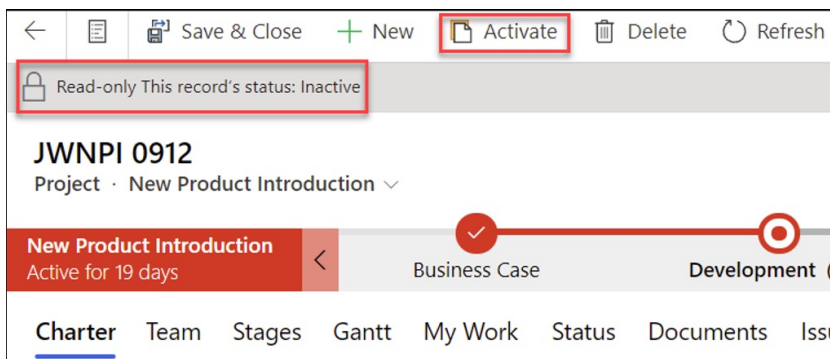 Save & Close New Activate Delete Refresh
Read-only This record's status: Inactive
JWNPI 0912
Project · New Product Introduction
New Product Introduction
Active for 19 days
Business Case Development (
Charter Team Stages Gantt My Work Status Documents Issu